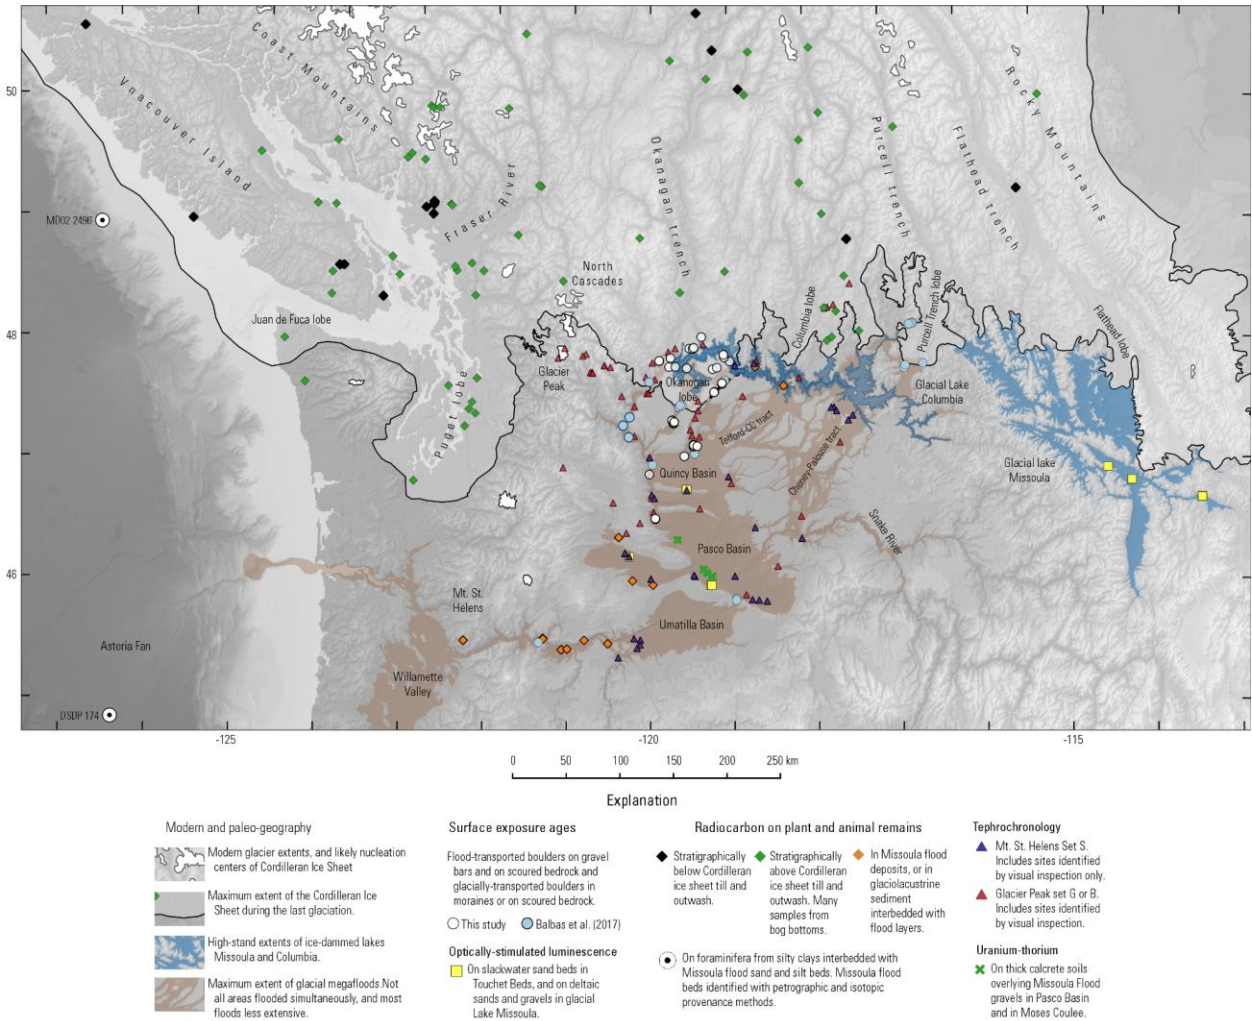 Coast Mountains
Vnacouver Island
Rocky Mountains
Purcell trench
Flathead trench
Okanagan trench
Fraser River
50
MD02-2496
North
Cascades
48
Juan de Fuca lobe
Columbia lobe
Purcell Trench lobe
Flathead lobe
Glacier
Peak
Okanogan
lobe
Glacial Lake
Columbia
Puget lobe
Telford-CC tract
Cheney-Palouse tract
Quincy Basin
Glacial lake
Missoula
Snake River
Pasco Basin
46
Mt. St.
Helens
Umatilla Basin
Astoria Fan
Willamette
Valley
DSDP 174
-125
-120
-115
0 50 100 150 200 250 km
Explanation
Modern and paleo-geography
Modern glacier extents, and likely nucleation
centers of Cordilleran Ice Sheet
Maximum extent of the Cordilleran Ice
Sheet during the last glaciation.
High-stand extents of ice-dammed lakes
Missoula and Columbia.
Maximum extent of glacial megafloods.Not
all areas flooded simultaneously, and most
floods less extensive.
Surface exposure ages
Flood-transported boulders on gravel
bars and on scoured bedrock and
glacially-transported boulders in
moraines or on scoured bedrock.
This study
Balbas et al. (2017)
Optically-stimulated luminescence
On slackwater sand beds in
Touchet Beds, and on deltaic
sands and gravels in glacial
Lake Missoula.
Radiocarbon on plant and animal remains
Stratigraphically
below Cordilleran
ice sheet till and
outwash.
Stratigraphically
above Cordilleran
ice sheet till and
outwash. Many
samples from
bog bottoms.
In Missoula flood
deposits, or in
glaciolacustrine
sediment
interbedded with
flood layers.
On foraminifera from silty clays interbedded with
Missoula flood sand and silt beds. Missoula flood
beds identified with petrographic and isotopic
provenance methods.
Tephrochronology
Mt. St. Helens Set S.
Includes sites identified
by visual inspection only.
Glacier Peak set G or B.
Includes sites identified
by visual inspection.
Uranium-thorium
On thick calcrete soils
overlying Missoula Flood
gravels in Pasco Basin
and in Moses Coulee.